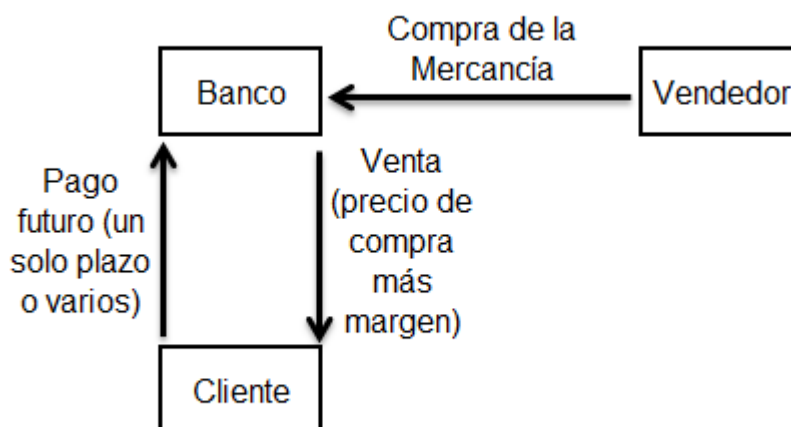 Compra de la
Mercancía
Banco
Vendedor
Pago
futuro (un
solo plazo
o varios)
Venta
(precio de
compra
más
margen)
Cliente